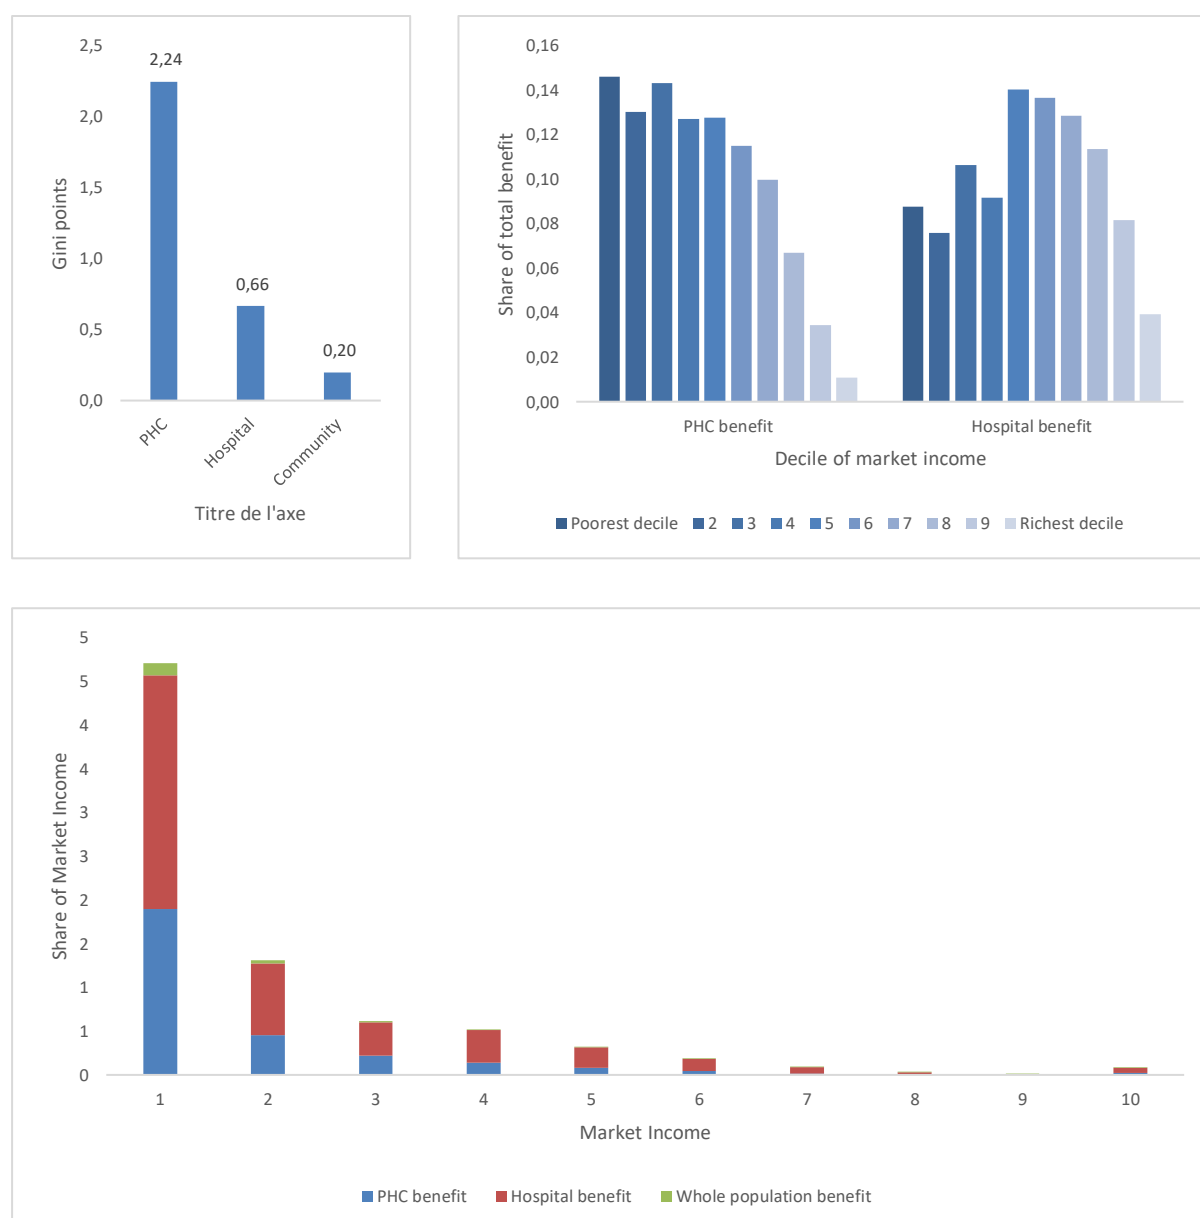 2,5
2,0
1,5
1,0
0,5
0,0
Gini points
2,24
0,66
0,20
PHC
Hospital
Community
Titre de l'axe
0,16
0,14
0,12
0,10
0,08
0,06
0,04
0,02
0,00
Share of total benefit
PHC benefit
Hospital benefit
Decile of market income
Poorest decile 2 3 4 5 6 7 8 9 Richest decile
5
5
4
4
3
3
2
2
1
1
0
Share of Market Income
1 2 3 4 5 6 7 8 9 10
Market Income
PHC benefit Hospital benefit Whole population benefit